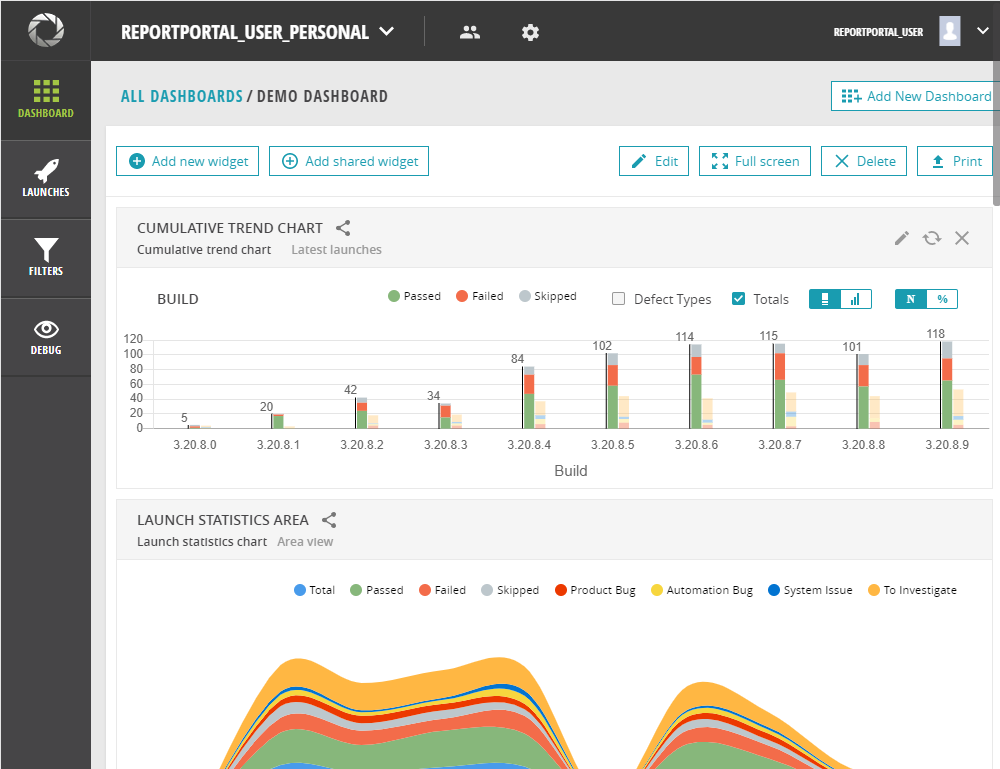 REPORTPORTAL_USER_PERSONAL
REPORTPORTAL_USER
DASHBOARD
LAUNCHES
FILTERS
DEBUG
ALL DASHBOARDS / DEMO DASHBOARD
Add New Dashboard
Add new widget
Add shared widget
Edit
Full screen
Delete
Print
CUMULATIVE TREND CHART
Cumulative trend chart
Latest launches
BUILD
Passed
Failed
Skipped
Defect Types
Totals
N
%
120
100
80
60
40
20
0
5
20
42
34
84
102
114
115
101
118
3.20.8.0
3.20.8.1
3.20.8.2
3.20.8.3
3.20.8.4
3.20.8.5
3.20.8.6
3.20.8.7
3.20.8.8
3.20.8.9
Build
LAUNCH STATISTICS AREA
Launch statistics chart
Area view
Total
Passed
Failed
Skipped
Product Bug
Automation Bug
System Issue
To Investigate